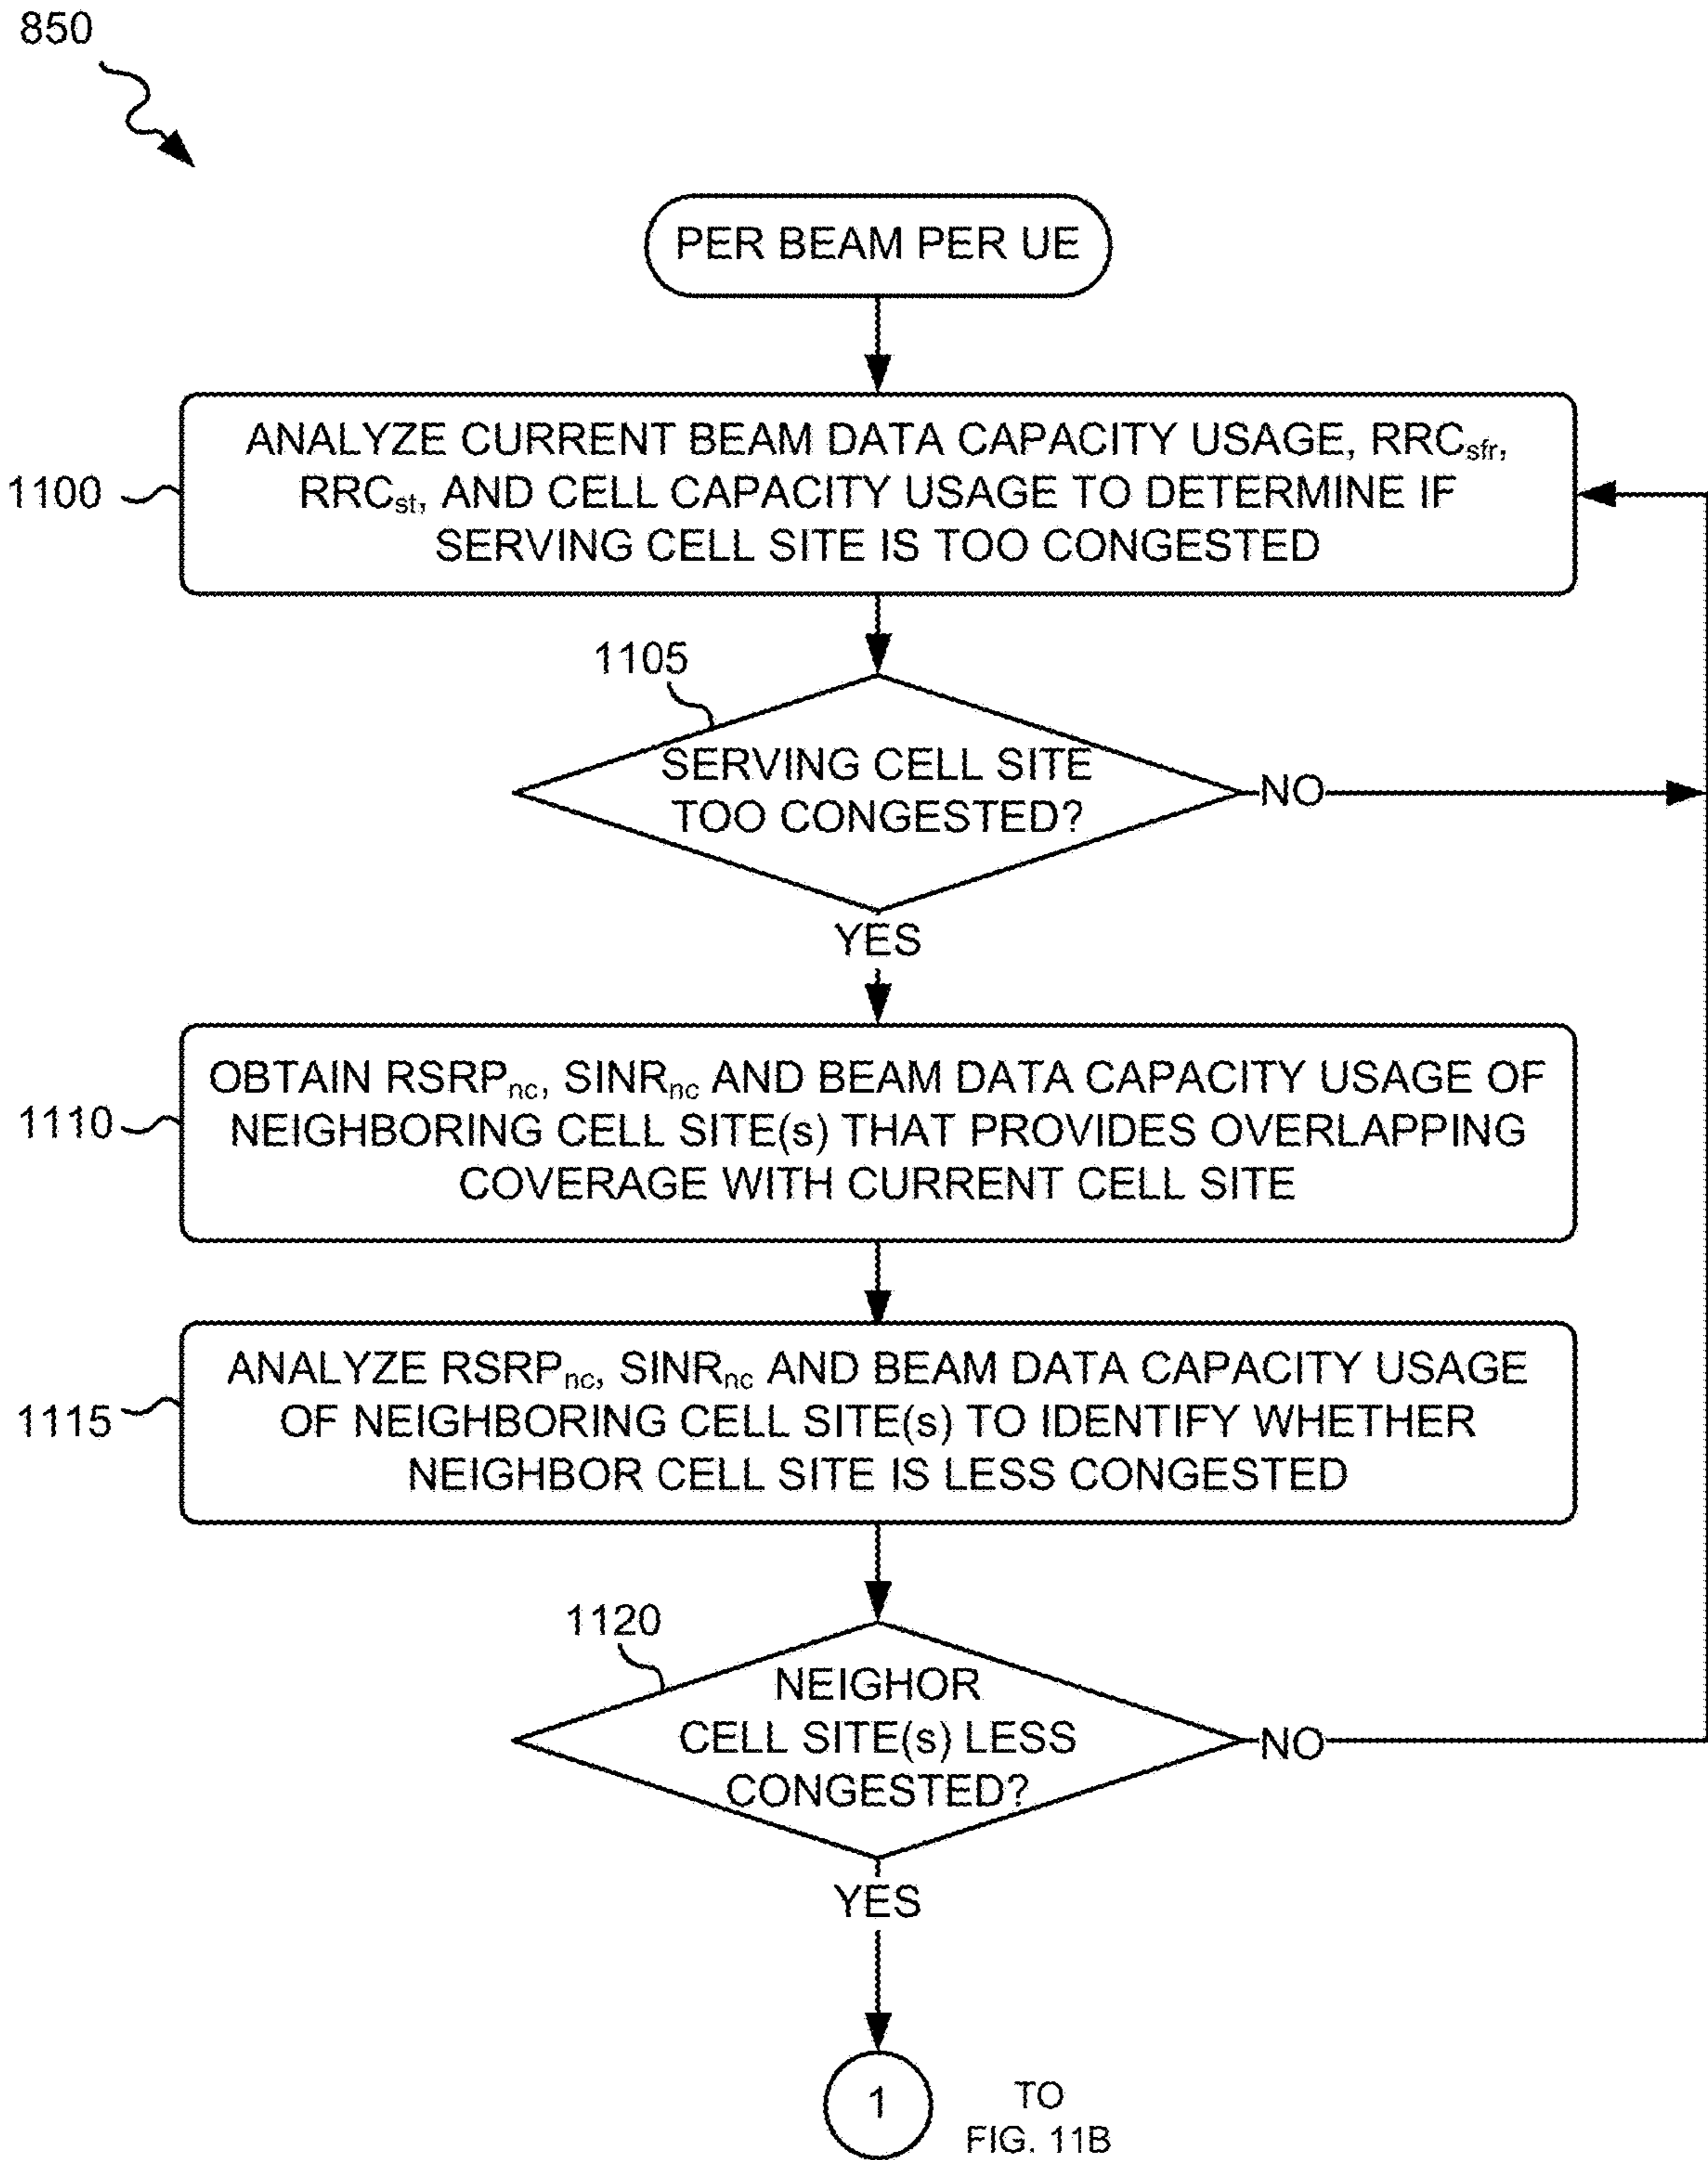 850
PER BEAM PER UE
1100
ANALYZE CURRENT BEAM DATA CAPACITY USAGE, RRCsfr,
RRCst, AND CELL CAPACITY USAGE TO DETERMINE IF
SERVING CELL SITE IS TOO CONGESTED
1105
SERVING CELL SITE
TOO CONGESTED?
NO
YES
1110
OBTAIN RSRPnc, SINRnc AND BEAM DATA CAPACITY USAGE OF
NEIGHBORING CELL SITE(s) THAT PROVIDES OVERLAPPING
COVERAGE WITH CURRENT CELL SITE
1115
ANALYZE RSRPnc, SINRnc AND BEAM DATA CAPACITY USAGE
OF NEIGHBORING CELL SITE(s) TO IDENTIFY WHETHER
NEIGHBOR CELL SITE IS LESS CONGESTED
1120
NEIGHOR
CELL SITE(s) LESS
CONGESTED?
NO
YES
1
TO
FIG. 11B